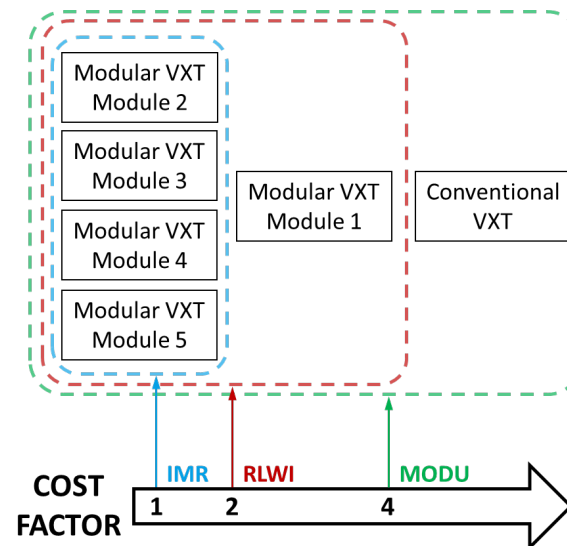 Modular VXT
Module 2
Modular VXT
Module 3
Modular VXT
Module 4
Modular VXT
Module 5
Modular VXT
Module 1
Conventional
VXT
IMR
RLWI
MODU
COST
FACTOR
1
2
4